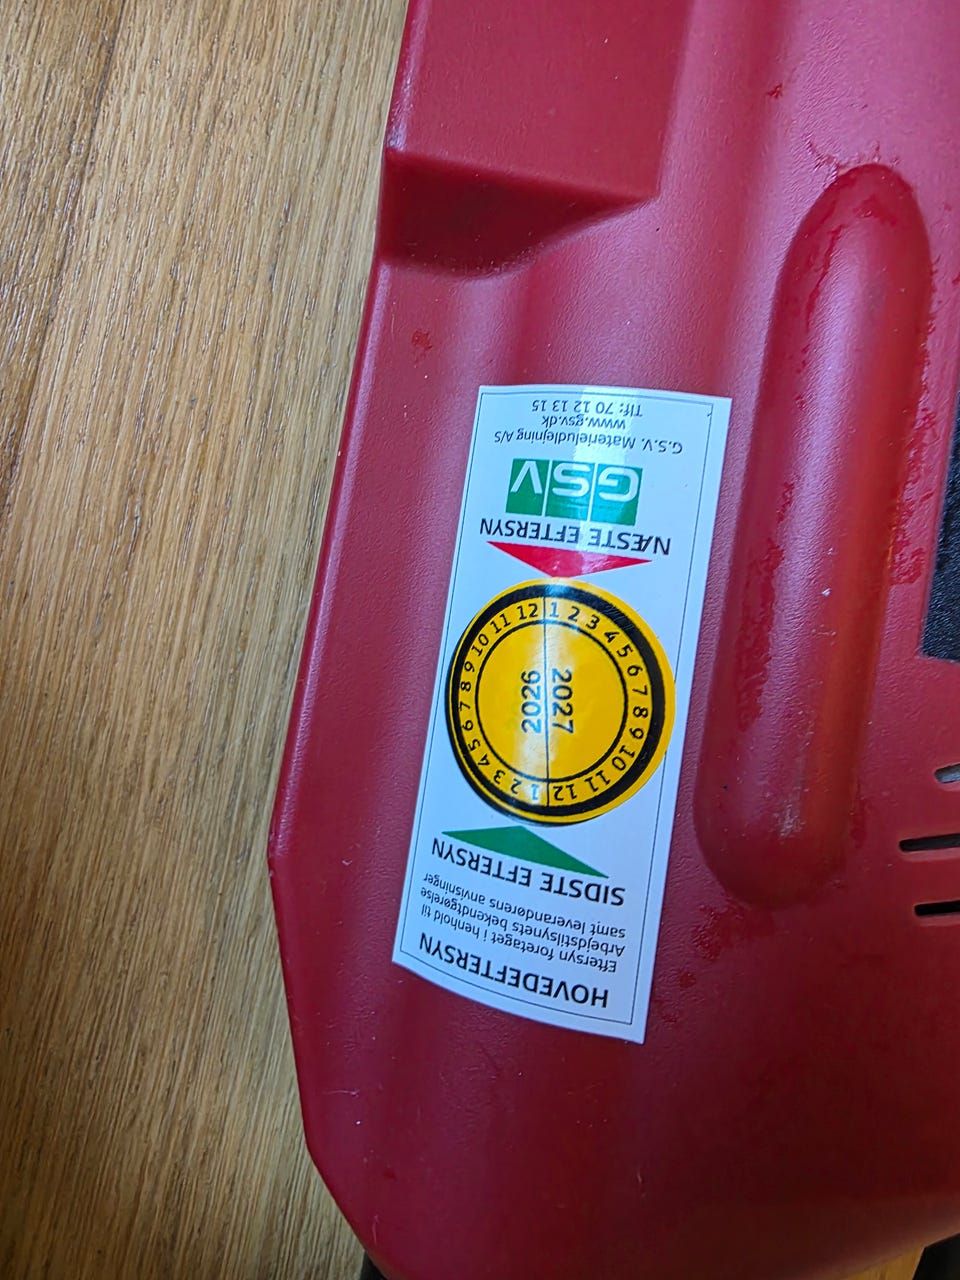 HOVEDEFTERSYN
Eftersyn foretaget i henhold til
Arbejdstilsynets bekendtgørelse
samt leverandørens anvisninger
SIDSTE EFTERSYN
1 2 3 4 5 6 7 8 9 10 11 12
2026
2027
1 2 3 4 5 6 7 8 9 10 11 12
NÆSTE EFTERSYN
GSV
G.S.V. Materieludlejning A/S
www.gsv.dk
Tlf: 70 12 13 15